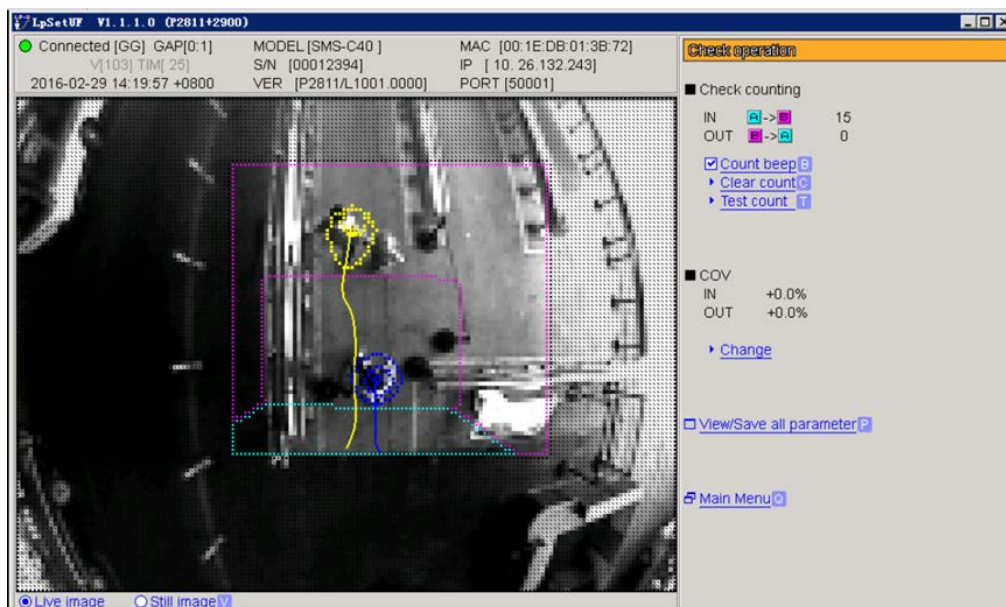 LpSetUF V1.1.1.0 (P2811+2900)
Connected [GG] GAP[0:1] MODEL [SMS-C40 ] MAC [00:1E:DB:01:3B:72]
V[103] TIM[ 25] S/N [00012394] IP [ 10. 26.132.243]
2016-02-29 14:19:57 +0800 VER [P2811/L1001.0000] PORT [50001]
Check operation
Check counting
IN A->B 15
OUT B->A 0
Count beep B
Clear count C
Test count T
COV
IN +0.0%
OUT +0.0%
Change
View/Save all parameter P
Main Menu Q
Live image Still image V